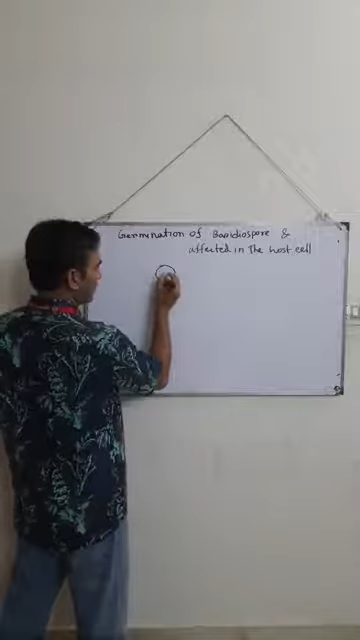 Germination of Basidiospore &
affected in the host cell